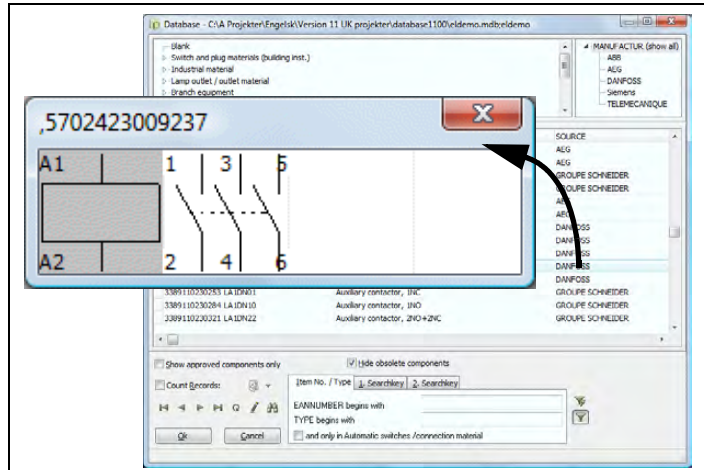 Database - C:\A Projekter\Engelsk\Version 11 UK projekter\database1100\eldemo.mdb:eldemo
Blank
Switch and plug materials (building inst.)
Industrial material
Lamp outlet / outlet material
Branch equipment
MANUFACTUR (show all)
ABB
AEG
DANFOSS
Siemens
TELEMECANIQUE
,5702423009237
A1 1 3 5
A2 2 4 6
SOURCE
AEG
AEG
GROUPE SCHNEIDER
GROUPE SCHNEIDER
AEG
AEG
DANFOSS
DANFOSS
DANFOSS
DANFOSS
DANFOSS
3389110230253 LA1DN01 Auxiliary contactor, 1NC GROUPE SCHNEIDER
3389110230284 LA1DN10 Auxiliary contactor, 1NO GROUPE SCHNEIDER
3389110230321 LA1DN22 Auxiliary contactor, 2NO+2NC GROUPE SCHNEIDER
Show approved components only
Hide obsolete components
Count Records:
Item No. / Type 1. Searchkey 2. Searchkey
EANNUMBER begins with
TYPE begins with
Ok Cancel
and only in Automatic switches /connection material